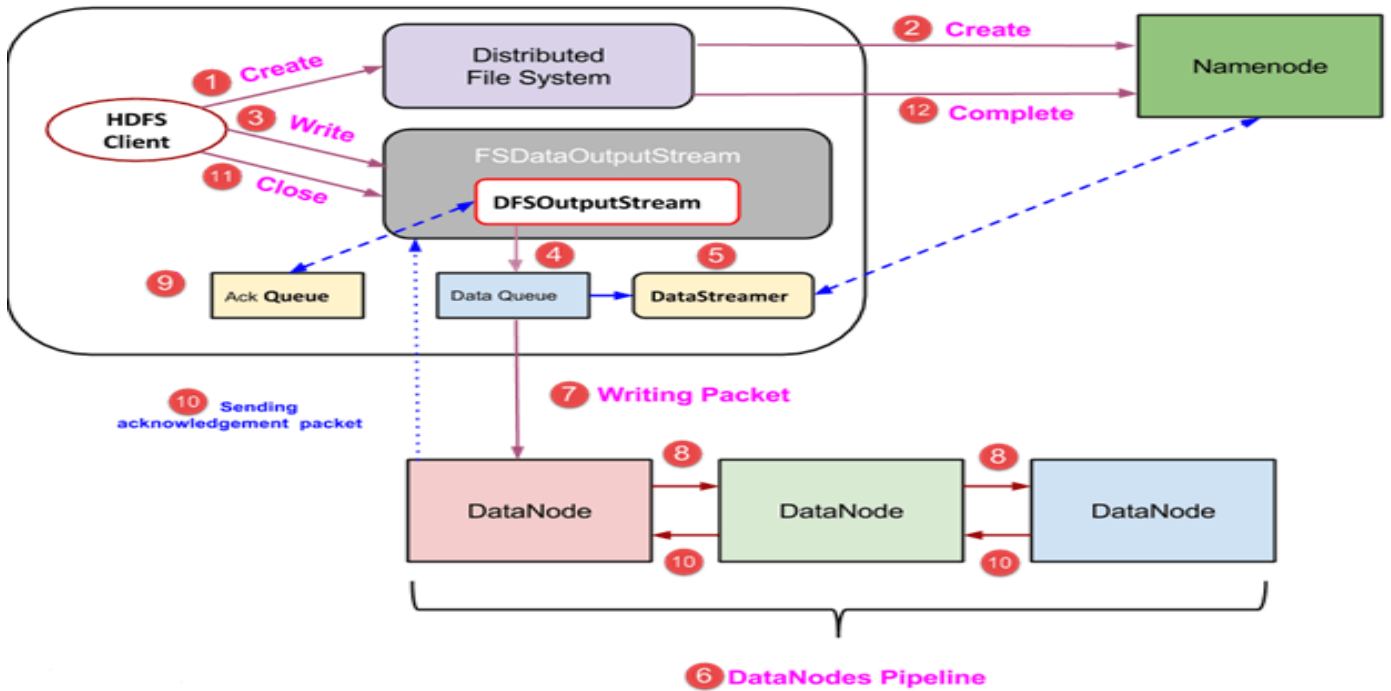 Distributed
File System
2 Create
Namenode
1 Create
12 Complete
HDFS
Client
3 Write
FSDataOutputStream
11 Close
DFSOutputStream
4
5
9
Ack Queue
Data Queue
DataStreamer
10 Sending
acknowledgement packet
7 Writing Packet
8
8
DataNode
DataNode
DataNode
10
10
6 DataNodes Pipeline